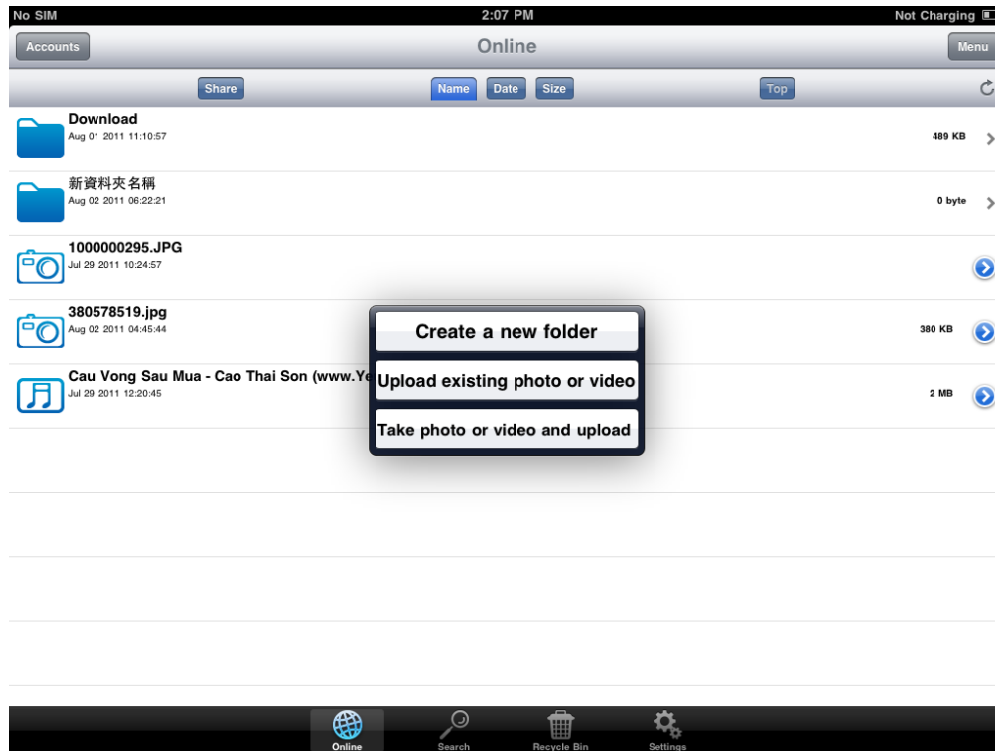 No SIM 2:07 PM Not Charging
Accounts Online Menu
Share Name Date Size Top
Download
Aug 01 2011 11:10:57 489 KB
新資料夾名稱
Aug 02 2011 06:22:21 0 byte
1000000295.JPG
Jul 29 2011 10:24:57
380578519.jpg
Aug 02 2011 04:45:44 380 KB
Cau Vong Sau Mua - Cao Thai Son (www.Ye
Jul 29 2011 12:20:45 2 MB
Create a new folder
Upload existing photo or video
Take photo or video and upload
Online Search Recycle Bin Settings